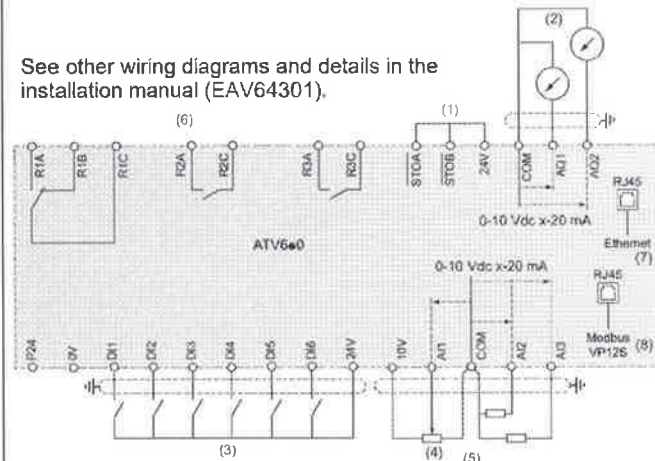 (2)
See other wiring diagrams and details in the
installation manual (EAV64301).
(6)
(1)
R1A
R1B
R1C
R2A
R2C
R3A
R3C
STOA
STOB
24V
COM
AQ1
AQ2
RJ45
0-10 Vdc x-20 mA
ATV6●0
Ethernet
(7)
0-10 Vdc x-20 mA
RJ45
Modbus
VP12S
(8)
P24
0V
DI1
DI2
DI3
DI4
DI5
DI6
24V
10V
AI1
COM
AI2
AI3
(3)
(4)
(5)